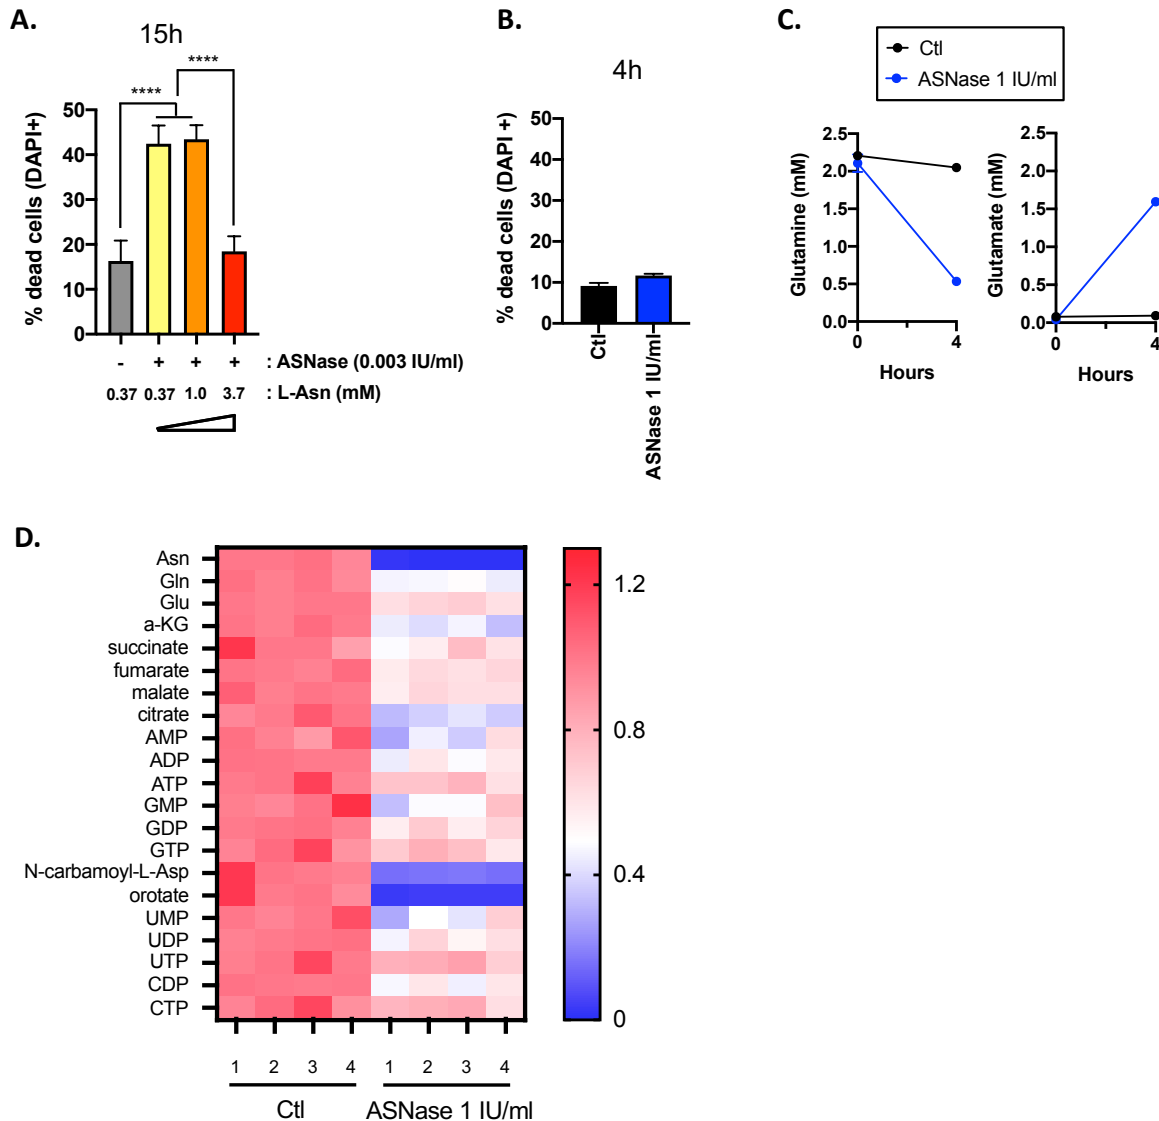 A.
15h
****
****
% dead cells (DAPI+)
50
40
30
20
10
0
- + + + : ASNase (0.003 IU/ml)
0.37 0.37 1.0 3.7 : L-Asn (mM)
B.
4h
% dead cells (DAPI +)
50
40
30
20
10
0
Ctl
ASNase 1 IU/ml
C.
Ctl
ASNase 1 IU/ml
Glutamine (mM)
2.5
2.0
1.5
1.0
0.5
0.0
0 4
Hours
Glutamate (mM)
2.5
2.0
1.5
1.0
0.5
0.0
0 4
Hours
D.
Asn
Gln
Glu
a-KG
succinate
fumarate
malate
citrate
AMP
ADP
ATP
GMP
GDP
GTP
N-carbamoyl-L-Asp
orotate
UMP
UDP
UTP
CDP
CTP
1 2 3 4 1 2 3 4
Ctl ASNase 1 IU/ml
1.2
0.8
0.4
0